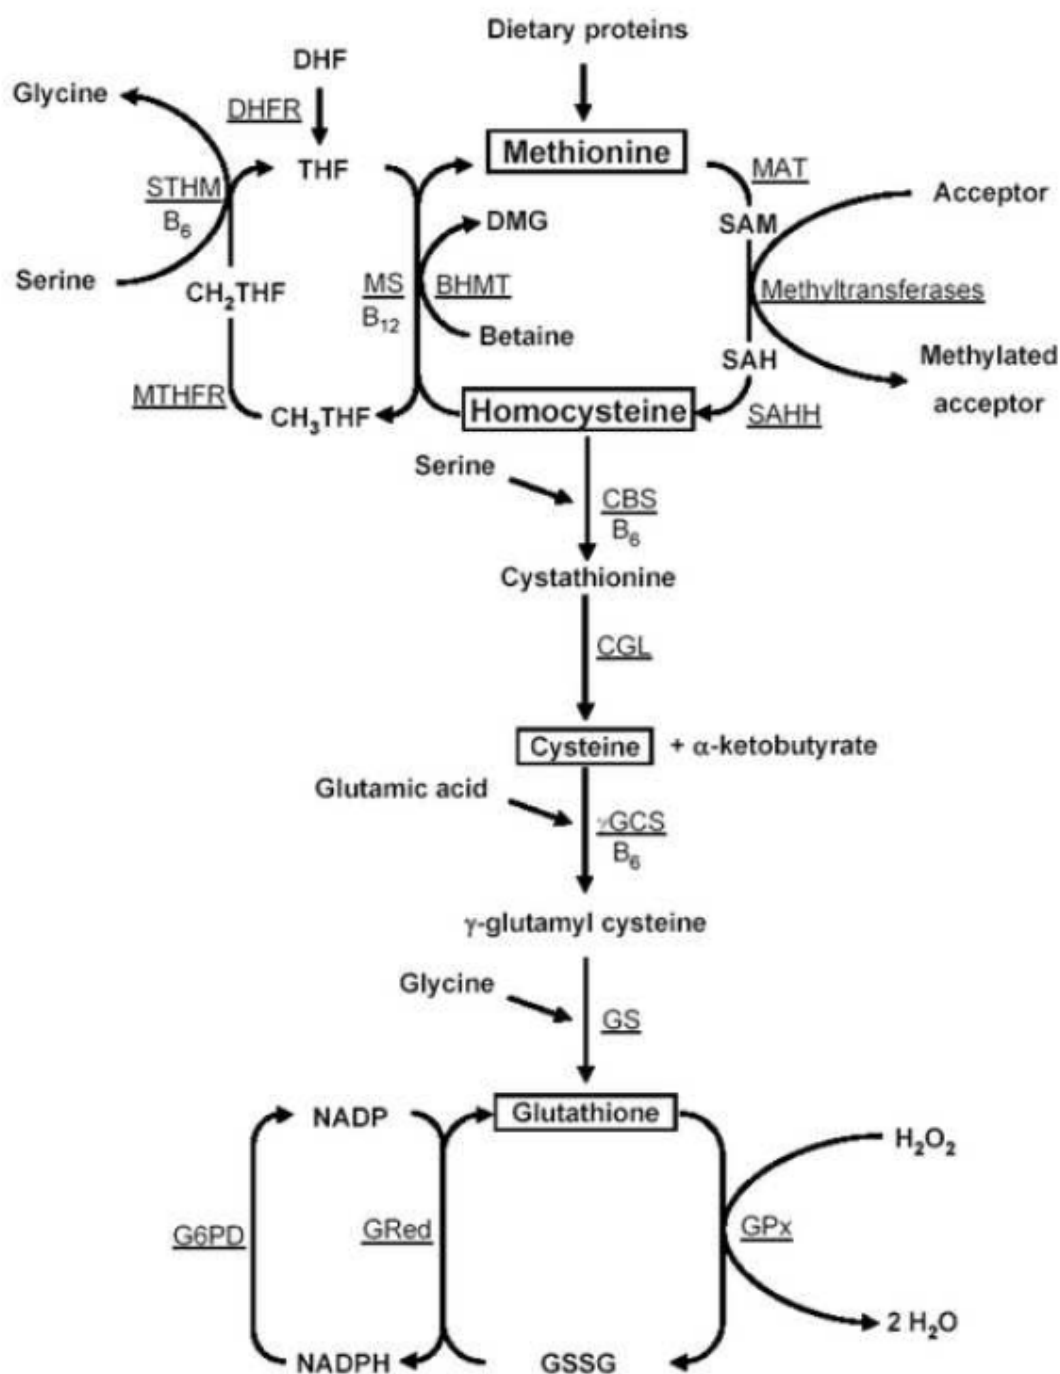 Dietary proteins
DHF
Glycine
DHFR
Methionine
THF
MAT
STHM
B6
Acceptor
SAM
DMG
Serine
CH2THF
MS
B12
BHMT
Methyltransferases
Betaine
SAH
Methylated
acceptor
MTHFR
CH3THF
Homocysteine
SAHH
Serine
CBS
B6
Cystathionine
CGL
Cysteine + α-ketobutyrate
Glutamic acid
γGCS
B6
γ-glutamyl cysteine
Glycine
GS
NADP
Glutathione
H2O2
G6PD
GRed
GPx
2 H2O
NADPH
GSSG